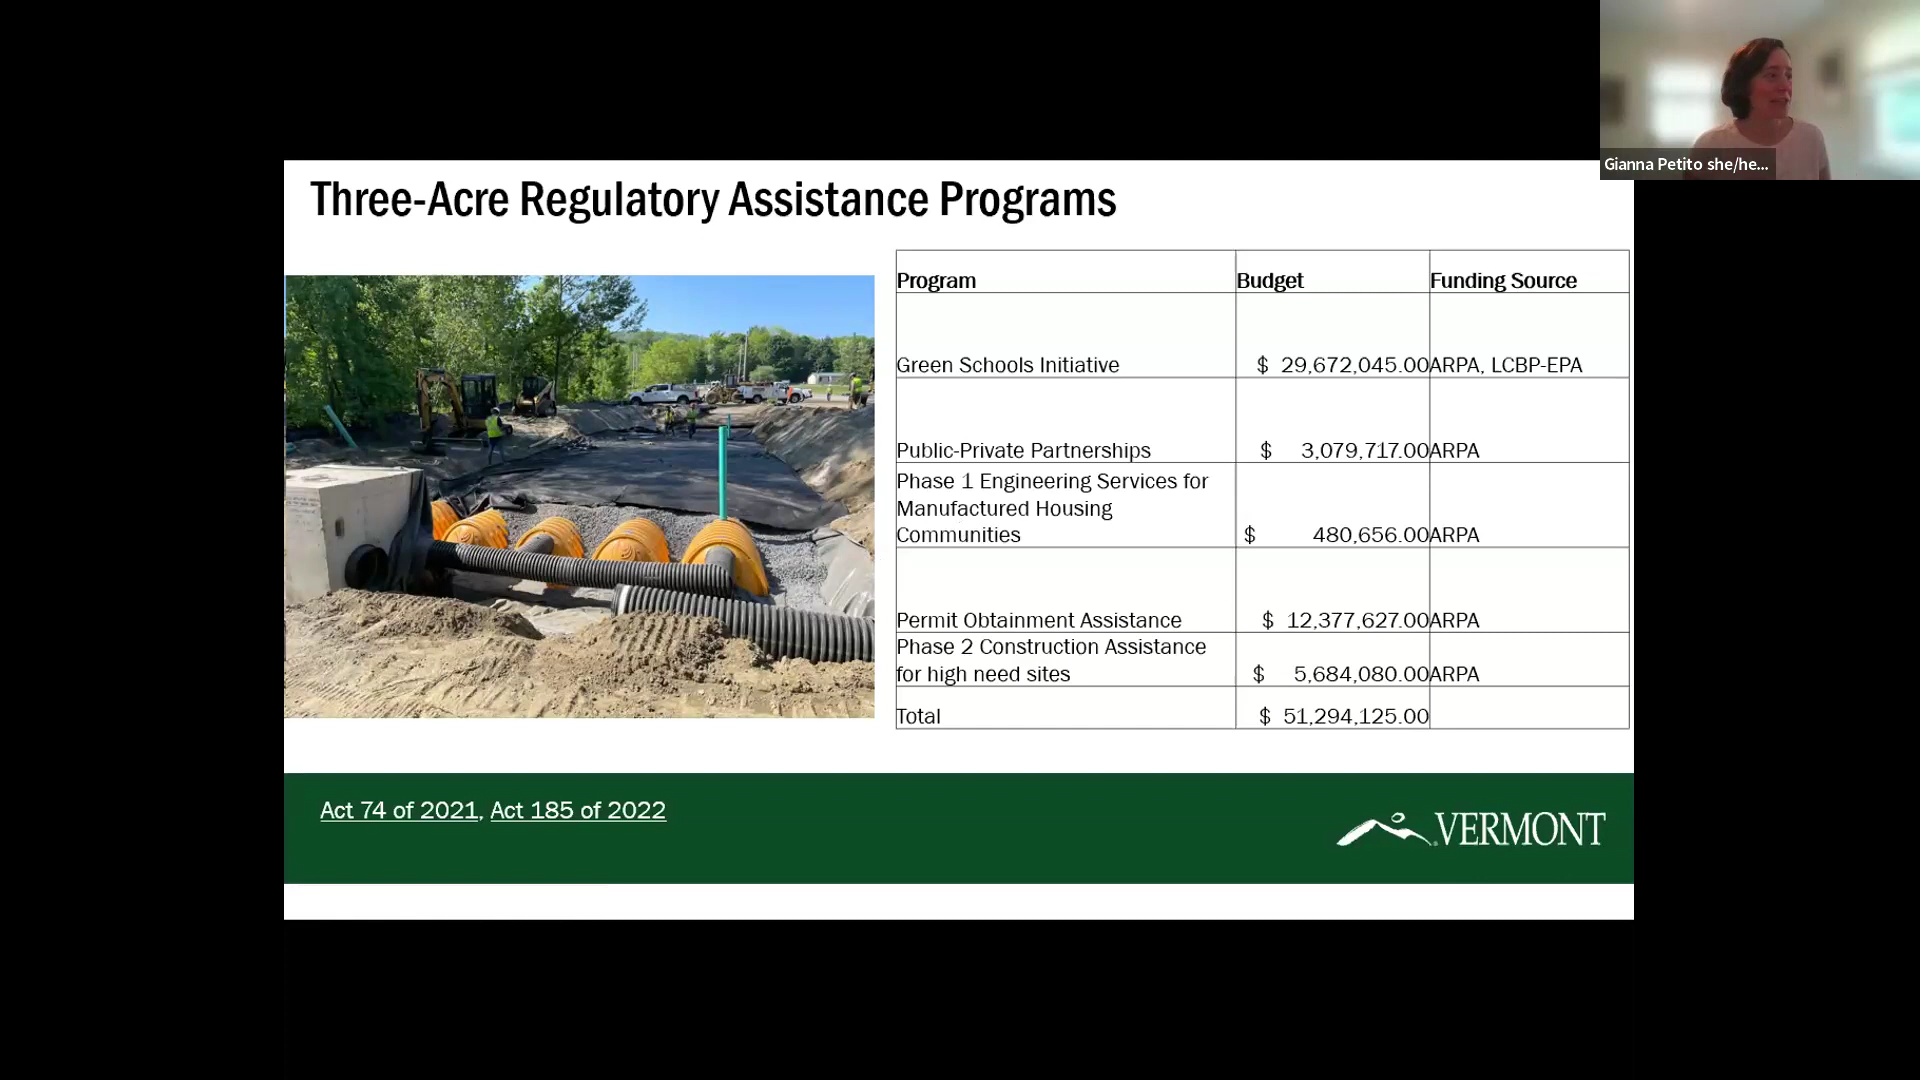 Gianna Petito she/he...
Three-Acre Regulatory Assistance Programs
Program Budget Funding Source
Green Schools Initiative $ 29,672,045.00 ARPA, LCBP-EPA
Public-Private Partnerships $ 3,079,717.00 ARPA
Phase 1 Engineering Services for
Manufactured Housing
Communities $ 480,656.00 ARPA
Permit Obtainment Assistance $ 12,377,627.00 ARPA
Phase 2 Construction Assistance
for high need sites $ 5,684,080.00 ARPA
Total $ 51,294,125.00
Act 74 of 2021, Act 185 of 2022
VERMONT